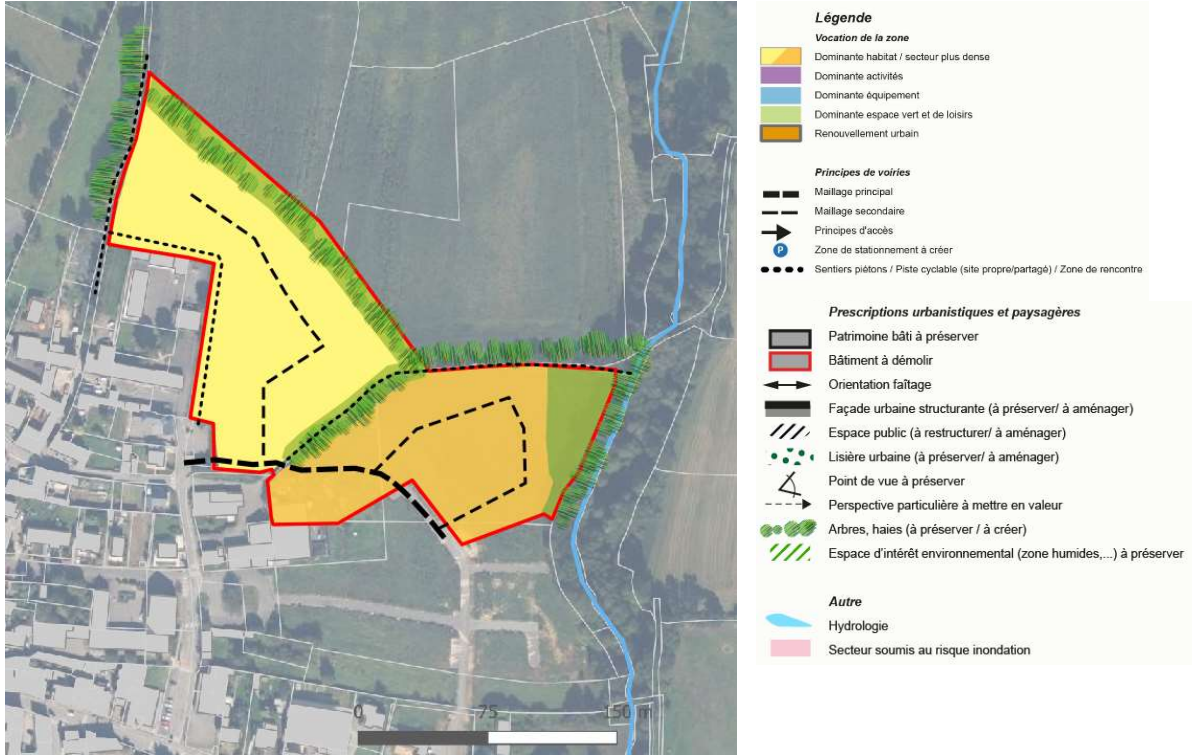 Légende
Vocation de la zone
Dominante habitat / secteur plus dense
Dominante activités
Dominante équipement
Dominante espace vert et de loisirs
Renouvellement urbain
Principes de voiries
Maillage principal
Maillage secondaire
Principes d'accès
P Zone de stationnement à créer
Sentiers piétons / Piste cyclable (site propre/partagé) / Zone de rencontre
Prescriptions urbanistiques et paysagères
Patrimoine bâti à préserver
Bâtiment à démolir
Orientation faîtage
Façade urbaine structurante (à préserver/ à aménager)
Espace public (à restructurer/ à aménager)
Lisière urbaine (à préserver/ à aménager)
Point de vue à préserver
Perspective particulière à mettre en valeur
Arbres, haies (à préserver / à créer)
Espace d'intérêt environnemental (zone humides,...) à préserver
Autre
Hydrologie
Secteur soumis au risque inondation
0 75 150 m